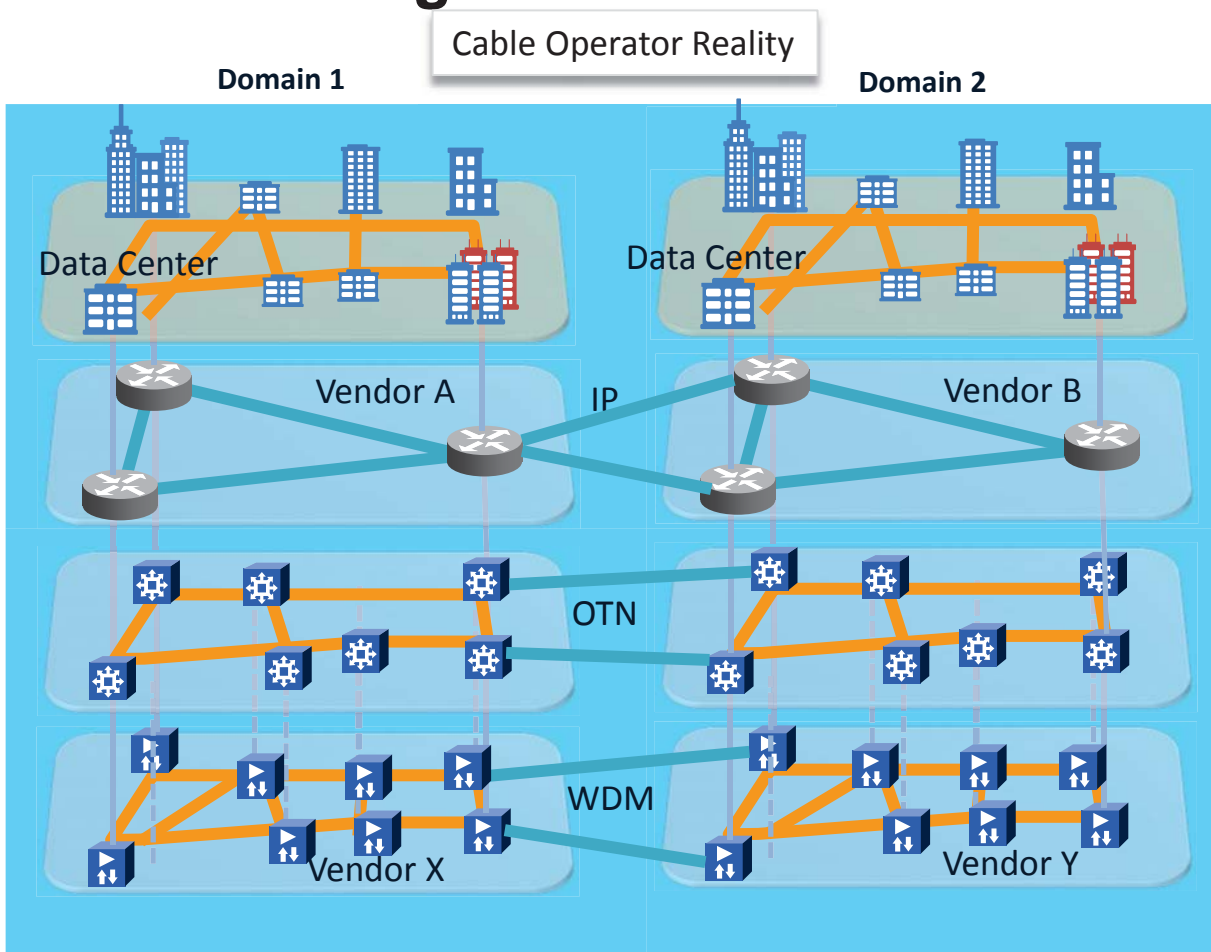 Cable Operator Reality
Domain 1
Domain 2
Data Center
Data Center
Vendor A
IP
Vendor B
OTN
WDM
Vendor X
Vendor Y